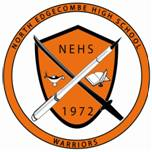 NORTH EDGECOMBE HIGH SCHOOL
NEHS
1972
WARRIORS